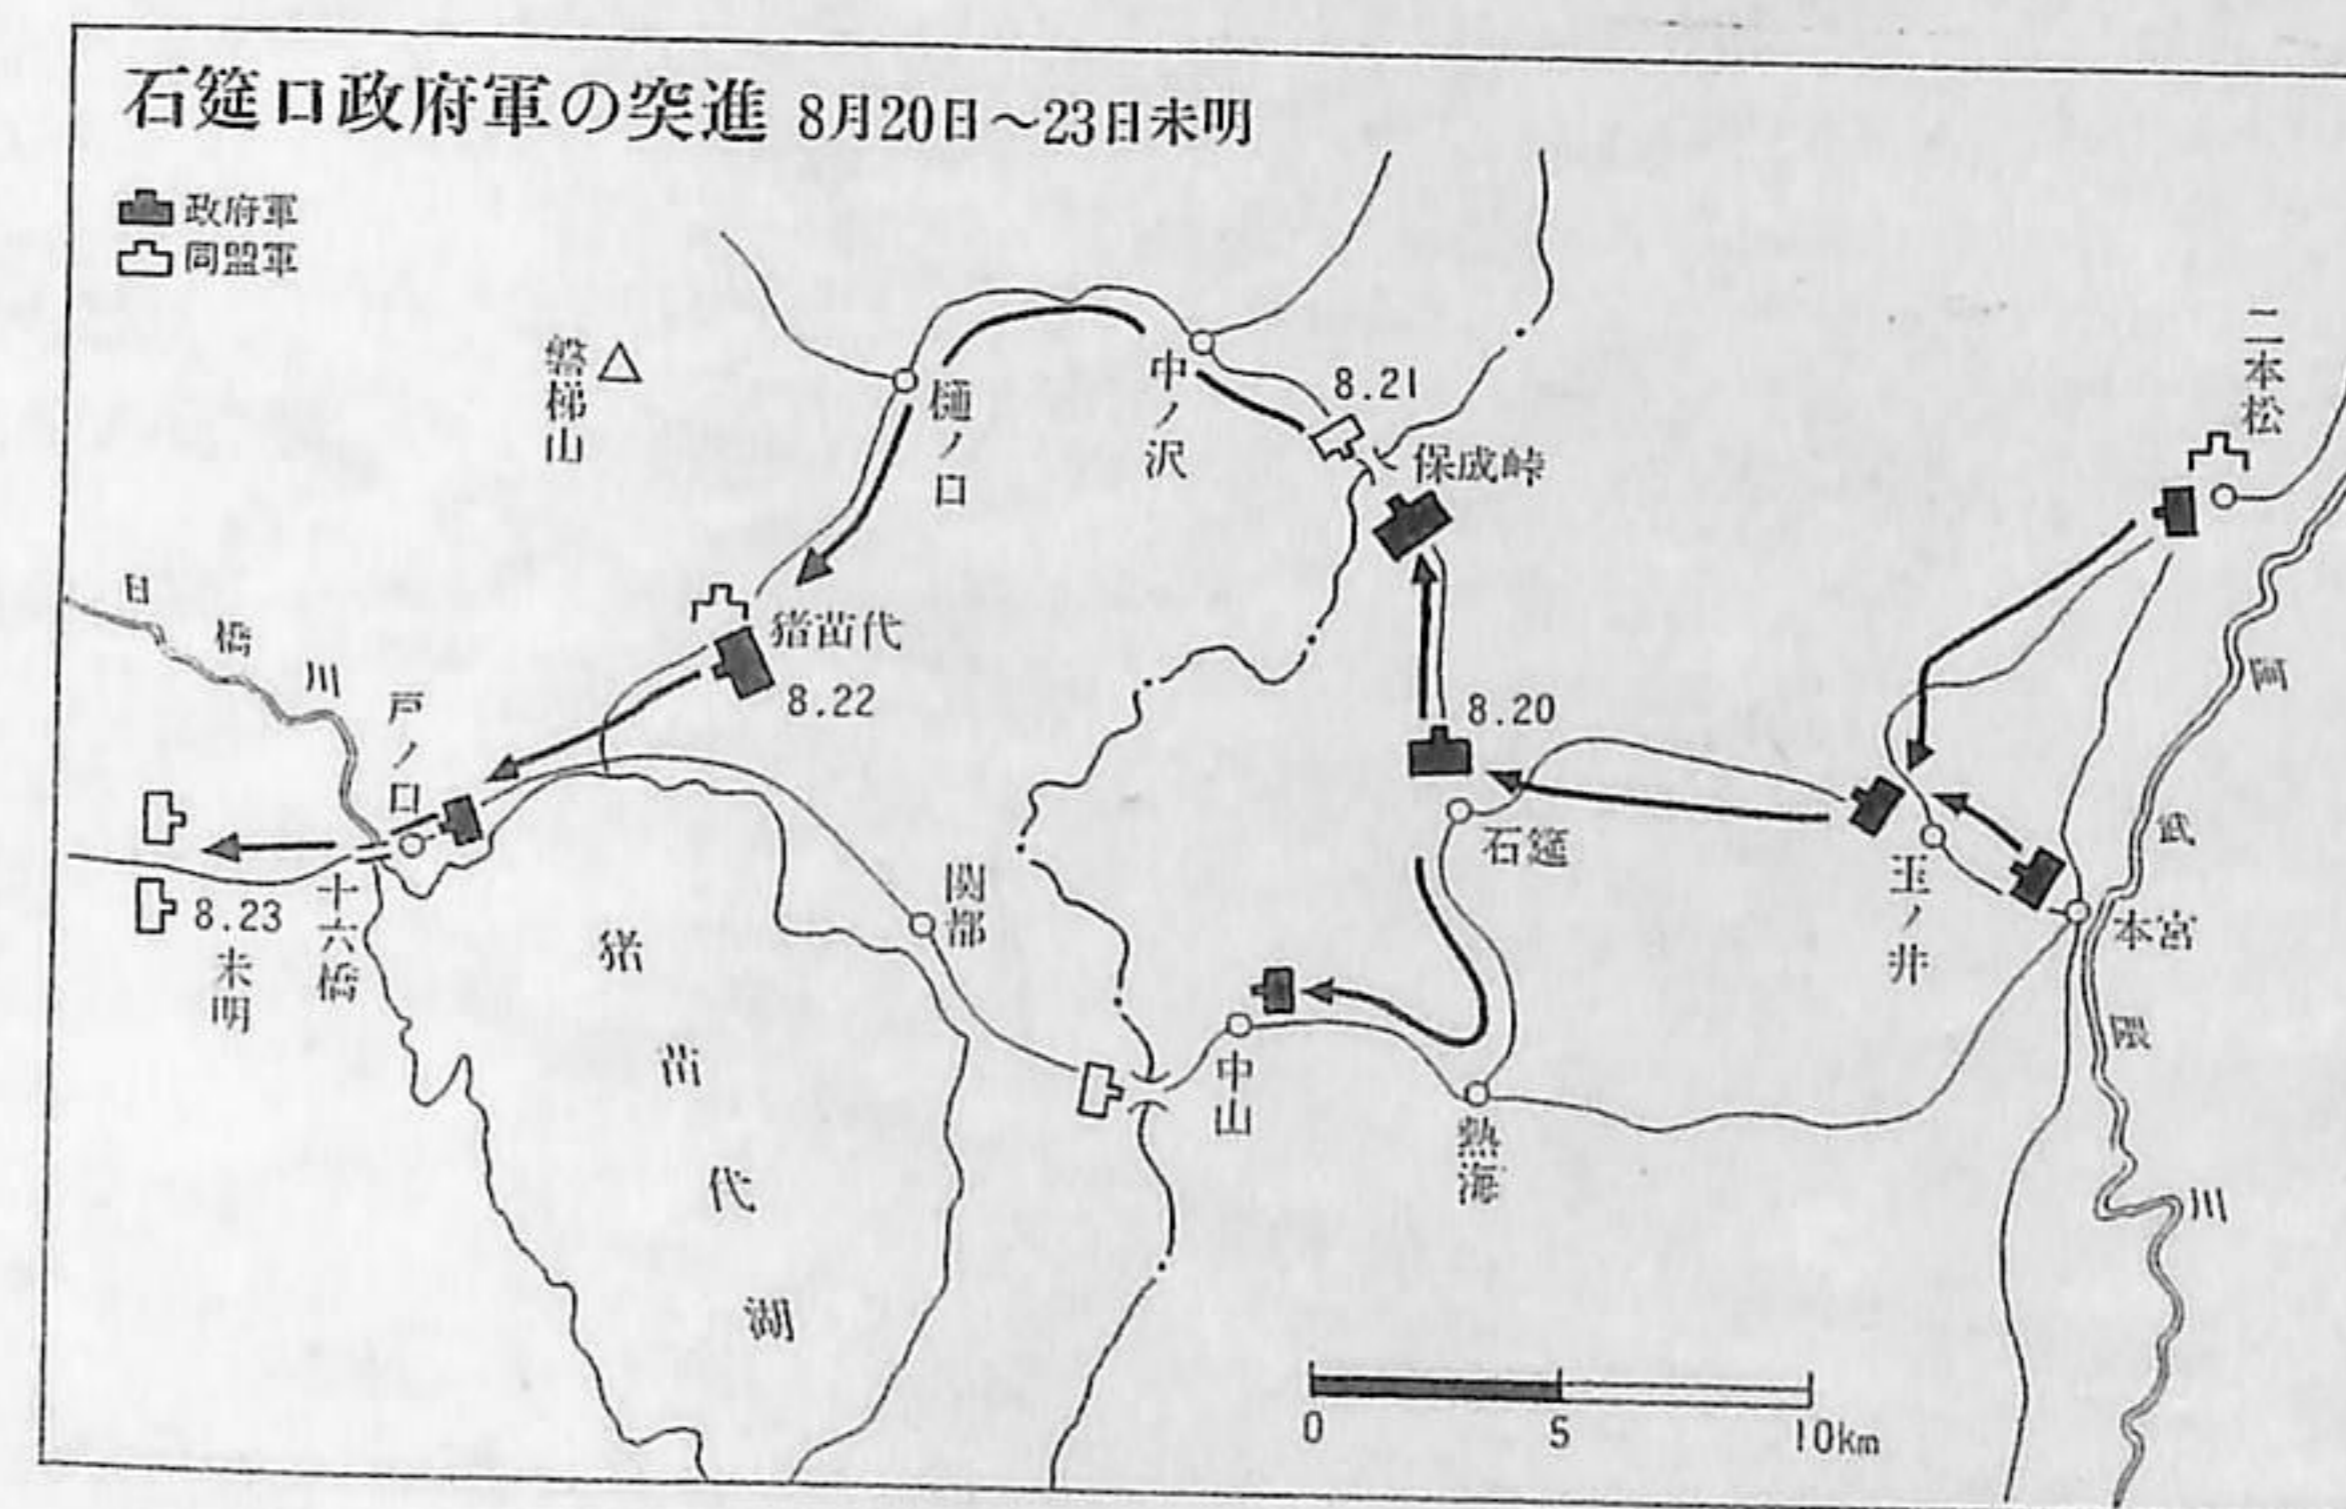 石筵口政府軍の突進 8月20日〜23日未明
政府軍
同盟軍
磐梯山
樋ノ口
中ノ沢
8.21
保成峠
二本松
日橋川
戸ノ口
猪苗代
8.22
8.20
石筵
玉ノ井
本宮
阿武隈川
8.23
未明
十六橋
関都
猪苗代湖
中山
熱海
0 5 10km